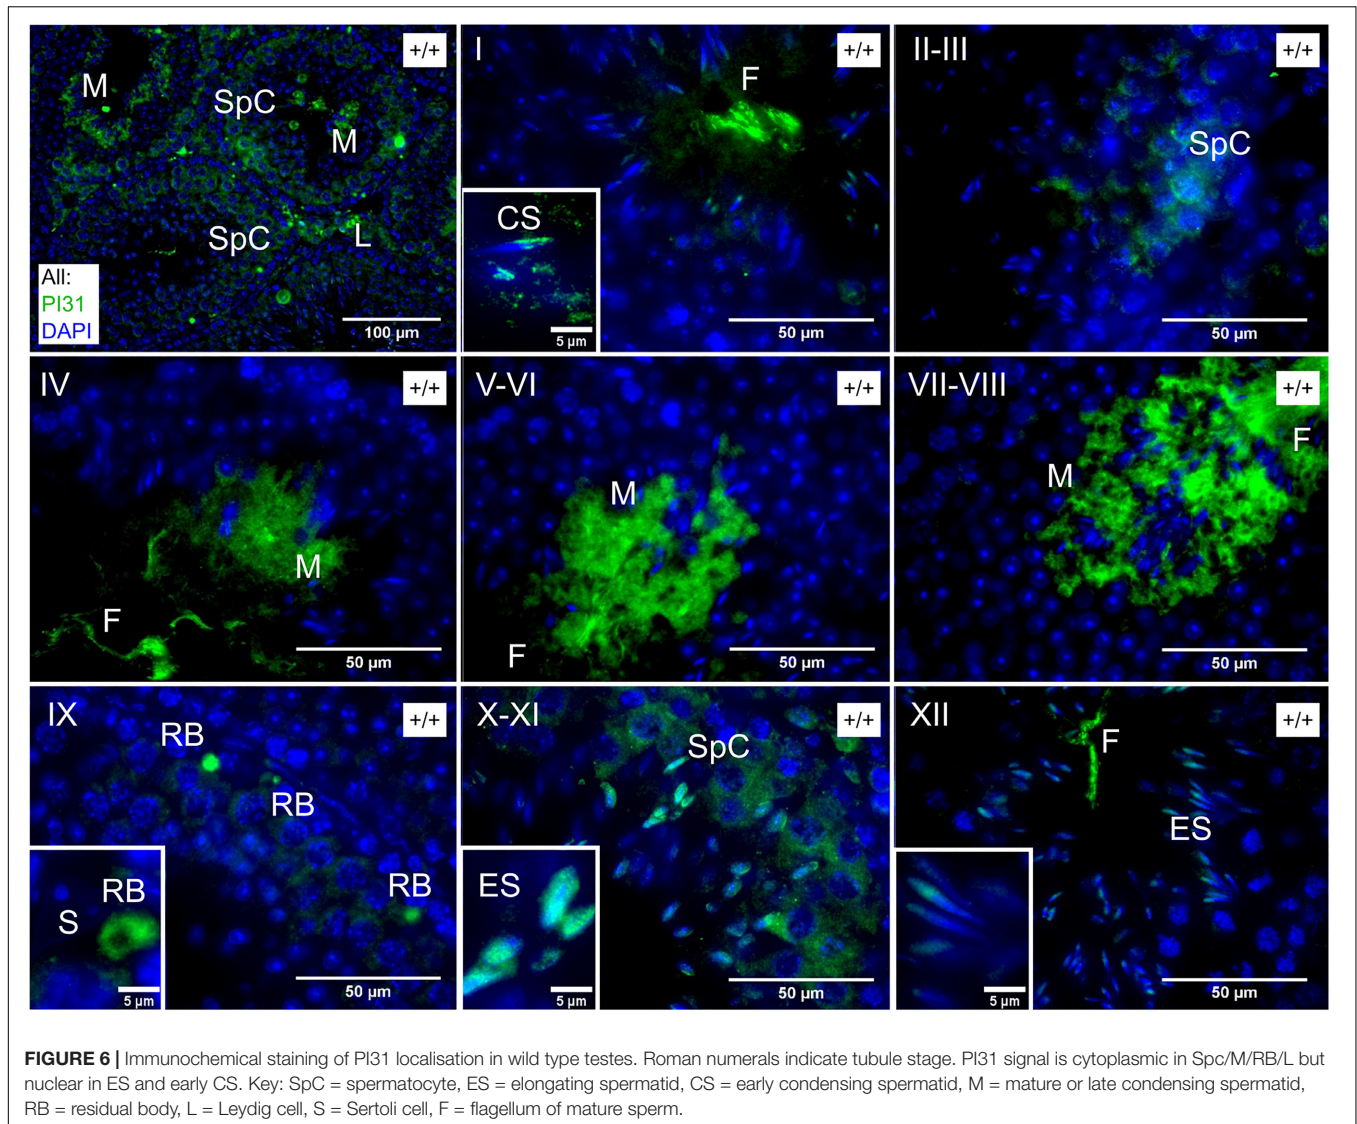 M
SpC
M
SpC
L
+/+
All:
PI31
DAPI
100 µm
I
F
+/+
CS
5 µm
50 µm
II-III
SpC
+/+
50 µm
IV
M
F
+/+
50 µm
V-VI
M
F
+/+
50 µm
VII-VIII
M
F
+/+
50 µm
IX
RB
RB
RB
+/+
RB
S
5 µm
50 µm
X-XI
SpC
+/+
ES
5 µm
50 µm
XII
F
ES
+/+
5 µm
50 µm
FIGURE 6 | Immunochemical staining of PI31 localisation in wild type testes. Roman numerals indicate tubule stage. PI31 signal is cytoplasmic in Spc/M/RB/L but
nuclear in ES and early CS. Key: SpC = spermatocyte, ES = elongating spermatid, CS = early condensing spermatid, M = mature or late condensing spermatid,
RB = residual body, L = Leydig cell, S = Sertoli cell, F = flagellum of mature sperm.